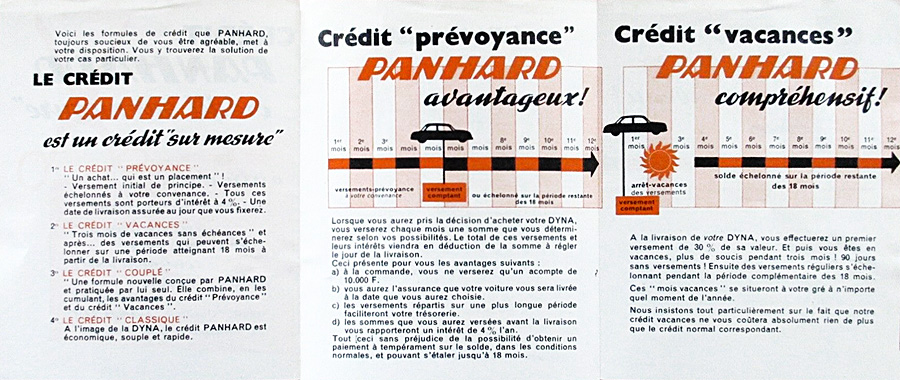 Voici les formules de crédit que PANHARD,
toujours soucieux de vous être agréable, met à
votre disposition. Vous y trouverez la solution de
votre cas particulier.
LE CRÉDIT
PANHARD
est un crédit "sur mesure"
1° LE CRÉDIT " PRÉVOYANCE "
" Un achat... qui est un placement " !
- Versement initial de principe. - Versements
échelonnés à votre convenance. - Tous ces
versements sont porteurs d'intérêt à 4 %. - Une
date de livraison assurée au jour que vous fixerez.
2° LE CRÉDIT " VACANCES "
" Trois mois de vacances sans échéances " et
après... des versements qui peuvent s'éche-
lonner sur une période atteignant 18 mois à
partir de la livraison.
3° LE CRÉDIT " COUPLÉ "
" Une formule nouvelle conçue par PANHARD
et pratiquée par lui seul. Elle combine, en les
cumulant, les avantages du crédit " Prévoyance "
et du crédit " Vacances ".
4° LE CRÉDIT " CLASSIQUE "
A l'image de la DYNA, le crédit PANHARD est
économique, souple et rapide.
Crédit "prévoyance"
PANHARD
avantageux!
1er mois 2e mois 3e mois 4e mois 8e mois 9e mois 10e mois 11e mois 12e
versements-prévoyance
à votre convenance
versement
comptant
ou échelonné sur la période restante
des 18 mois
Lorsque vous aurez pris la décision d'acheter votre DYNA,
vous verserez chaque mois une somme que vous détermi-
nerez selon vos possibilités. Le total de ces versements et
leurs intérêts viendra en déduction de la somme à régler
le jour de la livraison.
Ceci présente pour vous les avantages suivants :
a) à la commande, vous ne verserez qu'un acompte de
10.000 F.
b) vous aurez l'assurance que votre voiture vous sera livrée
à la date que vous aurez choisie.
c) les versements répartis sur une plus longue période
faciliteront votre trésorerie.
d) les sommes que vous aurez versées avant la livraison
vous rapporteront un intérêt de 4 % l'an.
Tout ceci sans préjudice de la possibilité d'obtenir un
paiement à tempérament sur le solde, dans les conditions
normales, et pouvant s'étaler jusqu'à 18 mois.
Crédit "vacances"
PANHARD
compréhensif!
1er mois 3e mois 4e mois 5e mois 6e mois 7e mois 8e mois 9e mois 10e mois 11e mois 12e
arrêt-vacances
des versements
versement
comptant
solde échelonné sur la période restante
des 18 mois
A la livraison de votre DYNA, vous effectuerez un premier
versement de 30 % de sa valeur. Et puis vous êtes en
vacances, plus de soucis pendant trois mois ! 90 jours
sans versements ! Ensuite des versements réguliers s'éche-
lonnant pendant la période complémentaire des 18 mois.
Ces "mois vacances" se situeront à votre gré à n'importe
quel moment de l'année.
Nous insistons tout particulièrement sur le fait que notre
crédit vacances ne vous coûtera absolument rien de plus
que le crédit normal correspondant.